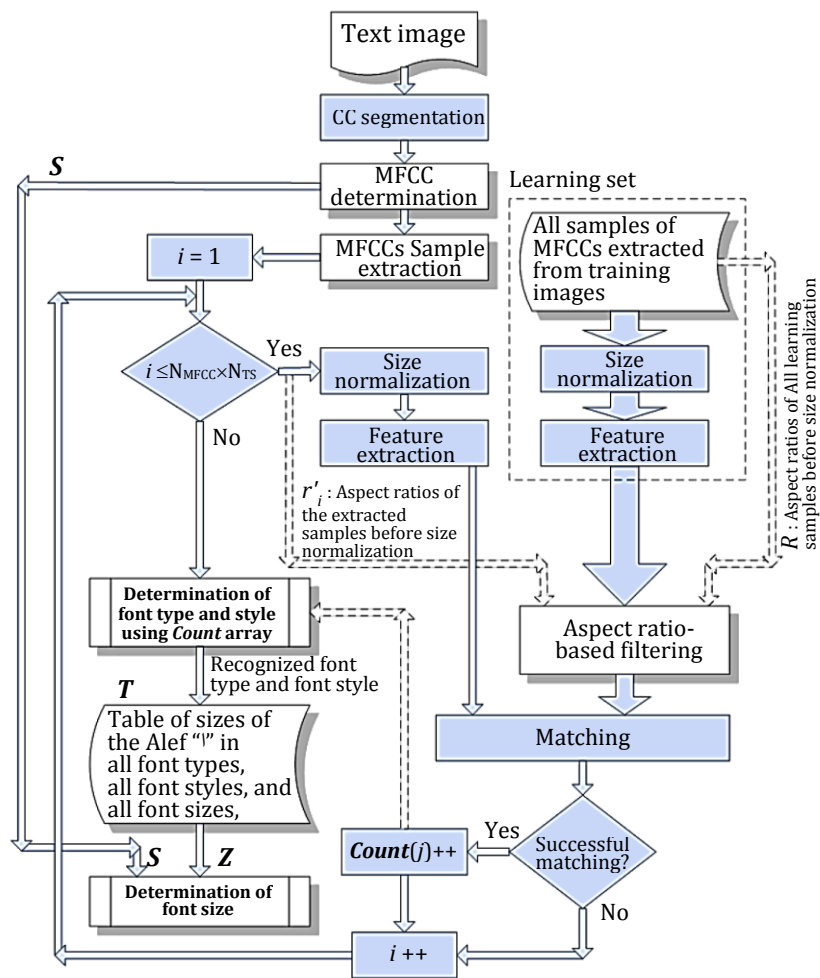 Text image
CC segmentation
S
MFCC
determination
MFCCs Sample
extraction
i = 1
Learning set
All samples of
MFCCs extracted
from training
images
Size
normalization
Feature
extraction
R : Aspect ratios of All learning
samples before size normalization
i ≤N_MFCC×N_TS
Yes
No
Size
normalization
Feature
extraction
r'_i : Aspect ratios of
the extracted
samples before size
normalization
Aspect ratio-
based filtering
Determination of
font type and style
using Count array
Recognized font
type and font style
T
Table of sizes of
the Alef “ا” in
all font types,
all font styles, and
all font sizes,
Matching
Successful
matching?
Yes
No
Count(j)++
S
Z
Determination of
font size
i ++